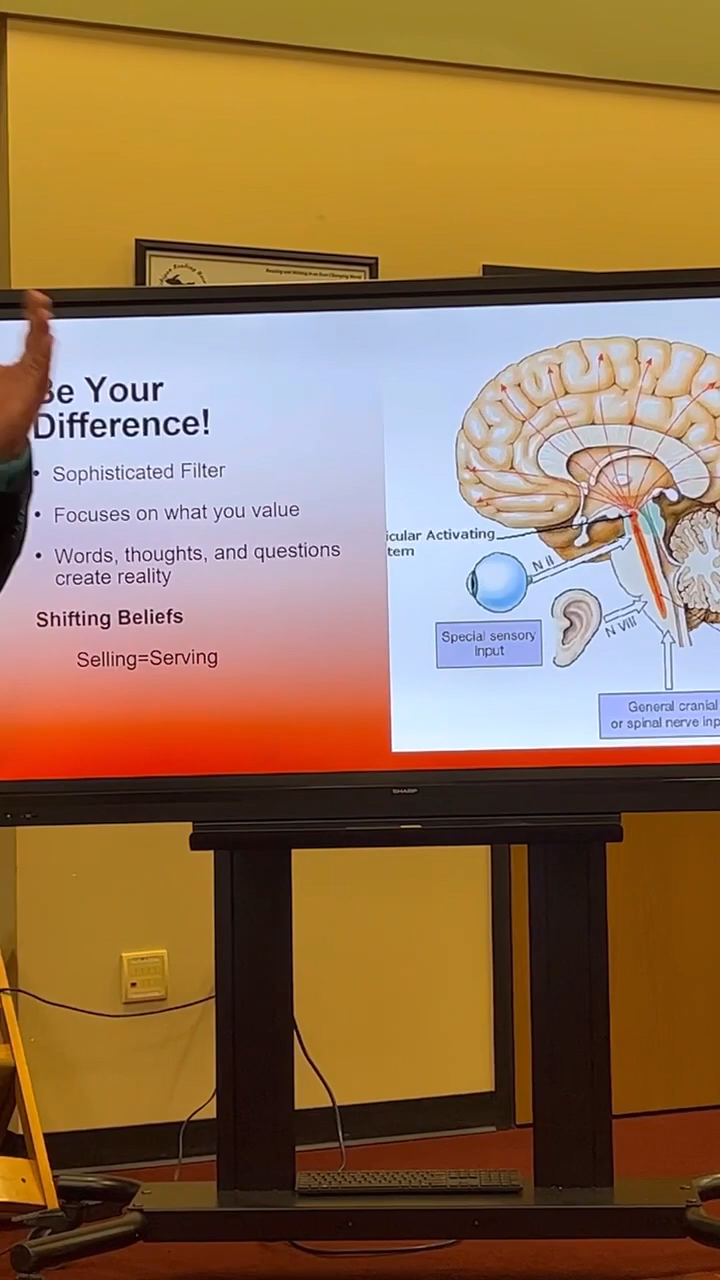 Be Your
Difference!
• Sophisticated Filter
• Focuses on what you value
• Words, thoughts, and questions
create reality
Shifting Beliefs
Selling=Serving
icular Activating
tem
N II
N VIII
Special sensory
Input
General cranial
or spinal nerve inp
SHARP